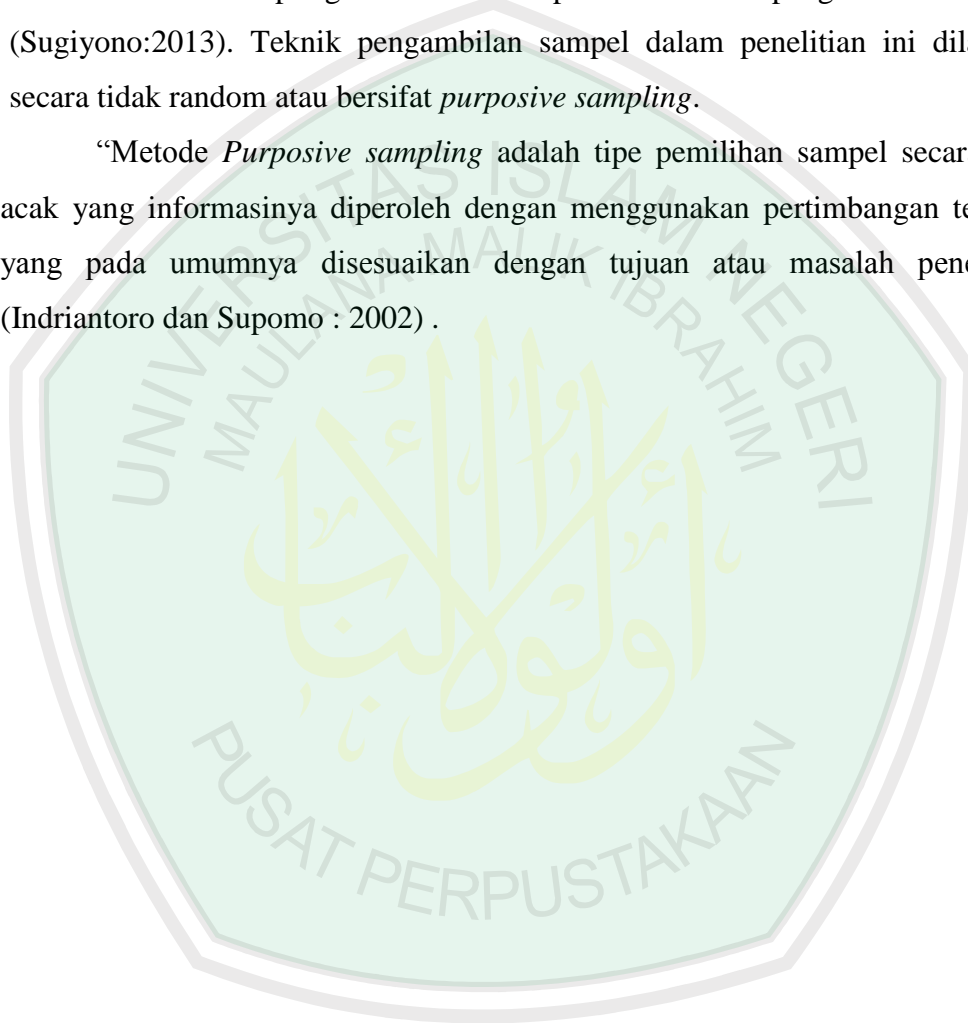 (Sugiyono:2013). Teknik pengambilan sampel dalam penelitian ini
secara tidak random atau bersifat purposive sampling.
“Metode Purposive sampling adalah tipe pemilihan sampel
acak yang informasinya diperoleh dengan menggunakan pertimbangan
yang pada umumnya disesuaikan dengan tujuan atau masalah
(Indriantoro dan Supomo : 2002) .
UNIVERSITAS ISLAM NEGERI
MAULANA MALIK IBRAHIM
أولوا الألباب
PUSAT PERPUSTAKAAN